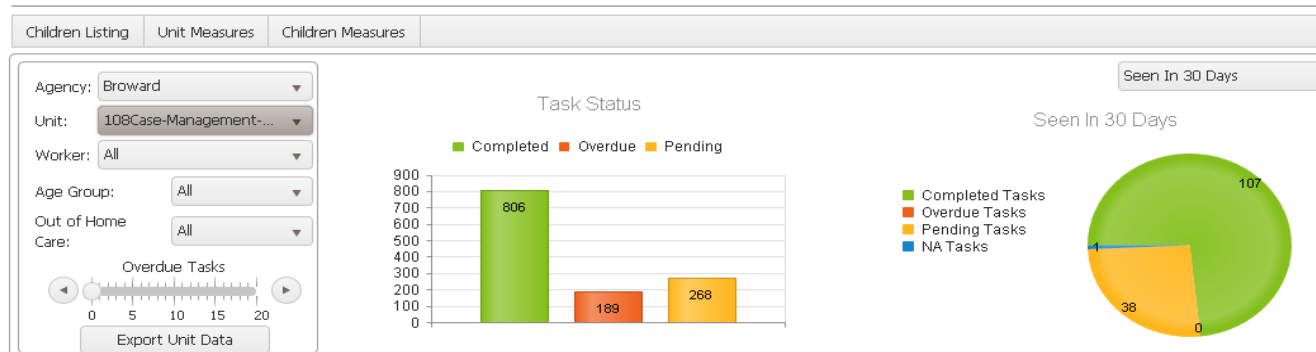 Children Listing Unit Measures Children Measures
Agency: Broward
Unit: 108Case-Management-...
Worker: All
Age Group: All
Out of Home Care: All
Overdue Tasks
0 5 10 15 20
Export Unit Data
Task Status
Completed Overdue Pending
900
800
700
600
500
400
300
200
100
0
806
189
268
Seen In 30 Days
Seen In 30 Days
Completed Tasks
Overdue Tasks
Pending Tasks
NA Tasks
107
1
38
0